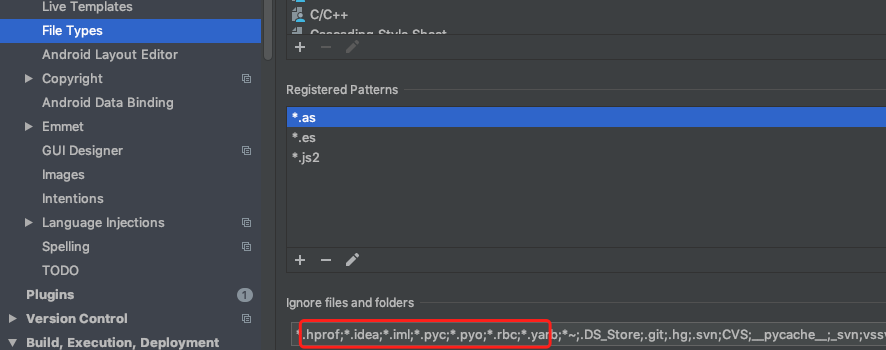 Live Templates
File Types
Android Layout Editor
Copyright
Android Data Binding
Emmet
GUI Designer
Images
Intentions
Language Injections
Spelling
TODO
Plugins
1
Version Control
Build, Execution, Deployment
C/C++
Cascading Style Sheet
Registered Patterns
*.as
*.es
*.js2
Ignore files and folders
*.hprof;*.idea;*.iml;*.pyc;*.pyo;*.rbc;*.yarb;*~;.DS_Store;.git;.hg;.svn;CVS;__pycache__;_svn;vss